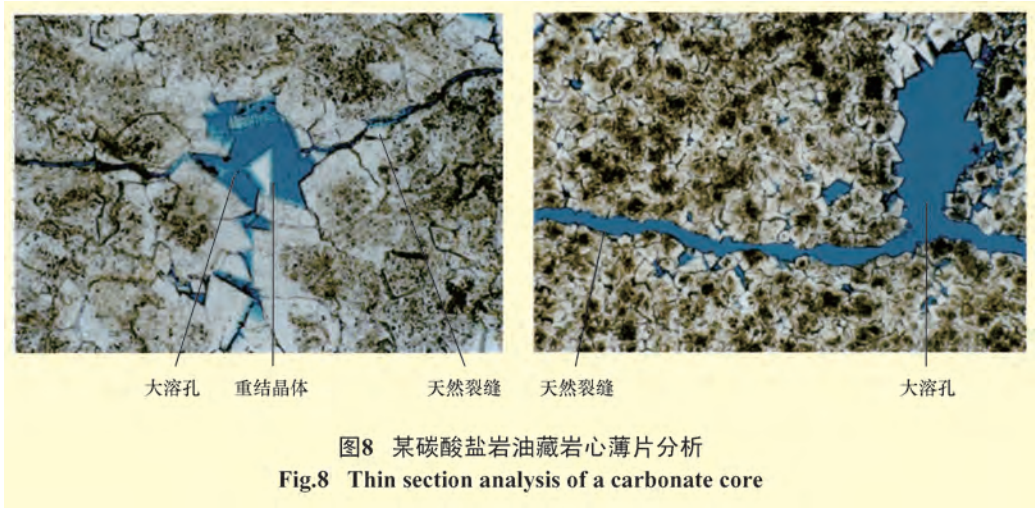 大溶孔 重结晶体 天然裂缝 天然裂缝 大溶孔
图8 某碳酸盐岩油藏岩心薄片分析
Fig.8 Thin section analysis of a carbonate core